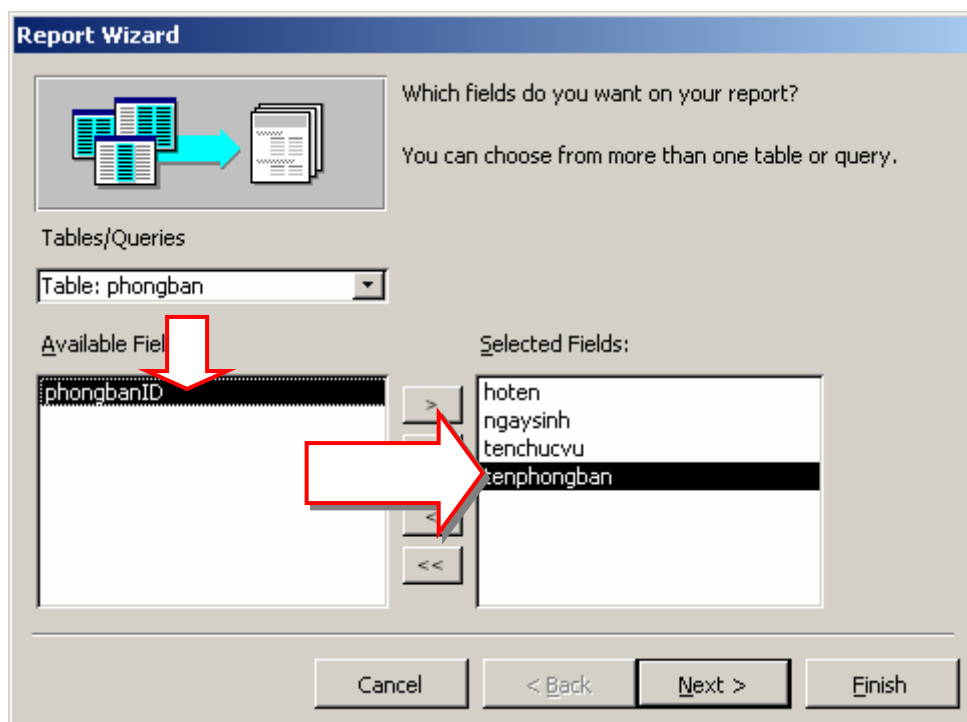 Report Wizard
Which fields do you want on your report?
You can choose from more than one table or query.
Tables/Queries
Table: phongban
Available Fiel
Selected Fields:
phongbanID
>
hoten
ngaysinh
tenchucvu
tenphongban
<
<<
Cancel
< Back
Next >
Finish